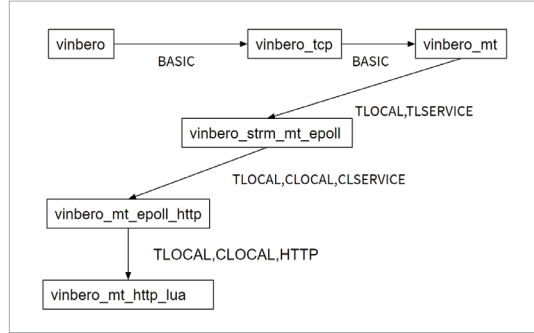 vinbero
vinbero_tcp
vinbero_mt
BASIC
BASIC
TLOCAL,TLSERVICE
vinbero_strm_mt_epoll
TLOCAL,CLOCAL,CLSERVICE
vinbero_mt_epoll_http
TLOCAL,CLOCAL,HTTP
vinbero_mt_http_lua